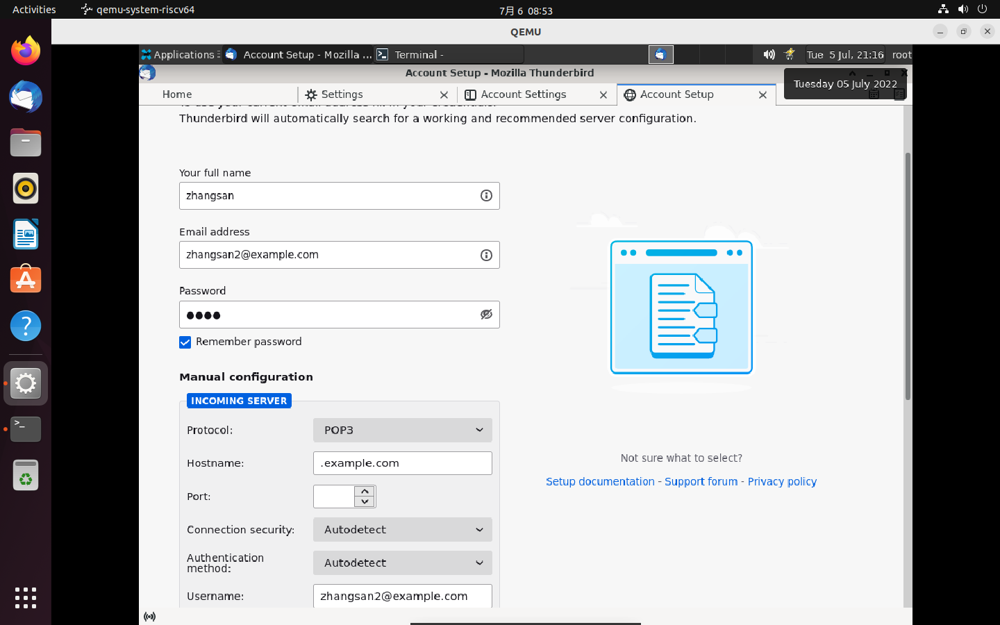 Activities
qemu-system-riscv64
7月 6 08:53
QEMU
Applications
Account Setup - Mozilla ...
Terminal -
Tue 5 Jul, 21:16
root
Account Setup - Mozilla Thunderbird
Tuesday 05 July 2022
Home
Settings
Account Settings
Account Setup
Thunderbird will automatically search for a working and recommended server configuration.
Your full name
zhangsan
Email address
zhangsan2@example.com
Password
Remember password
Manual configuration
INCOMING SERVER
Protocol:
POP3
Hostname:
.example.com
Port:
Connection security:
Autodetect
Authentication
method:
Autodetect
Username:
zhangsan2@example.com
Not sure what to select?
Setup documentation - Support forum - Privacy policy